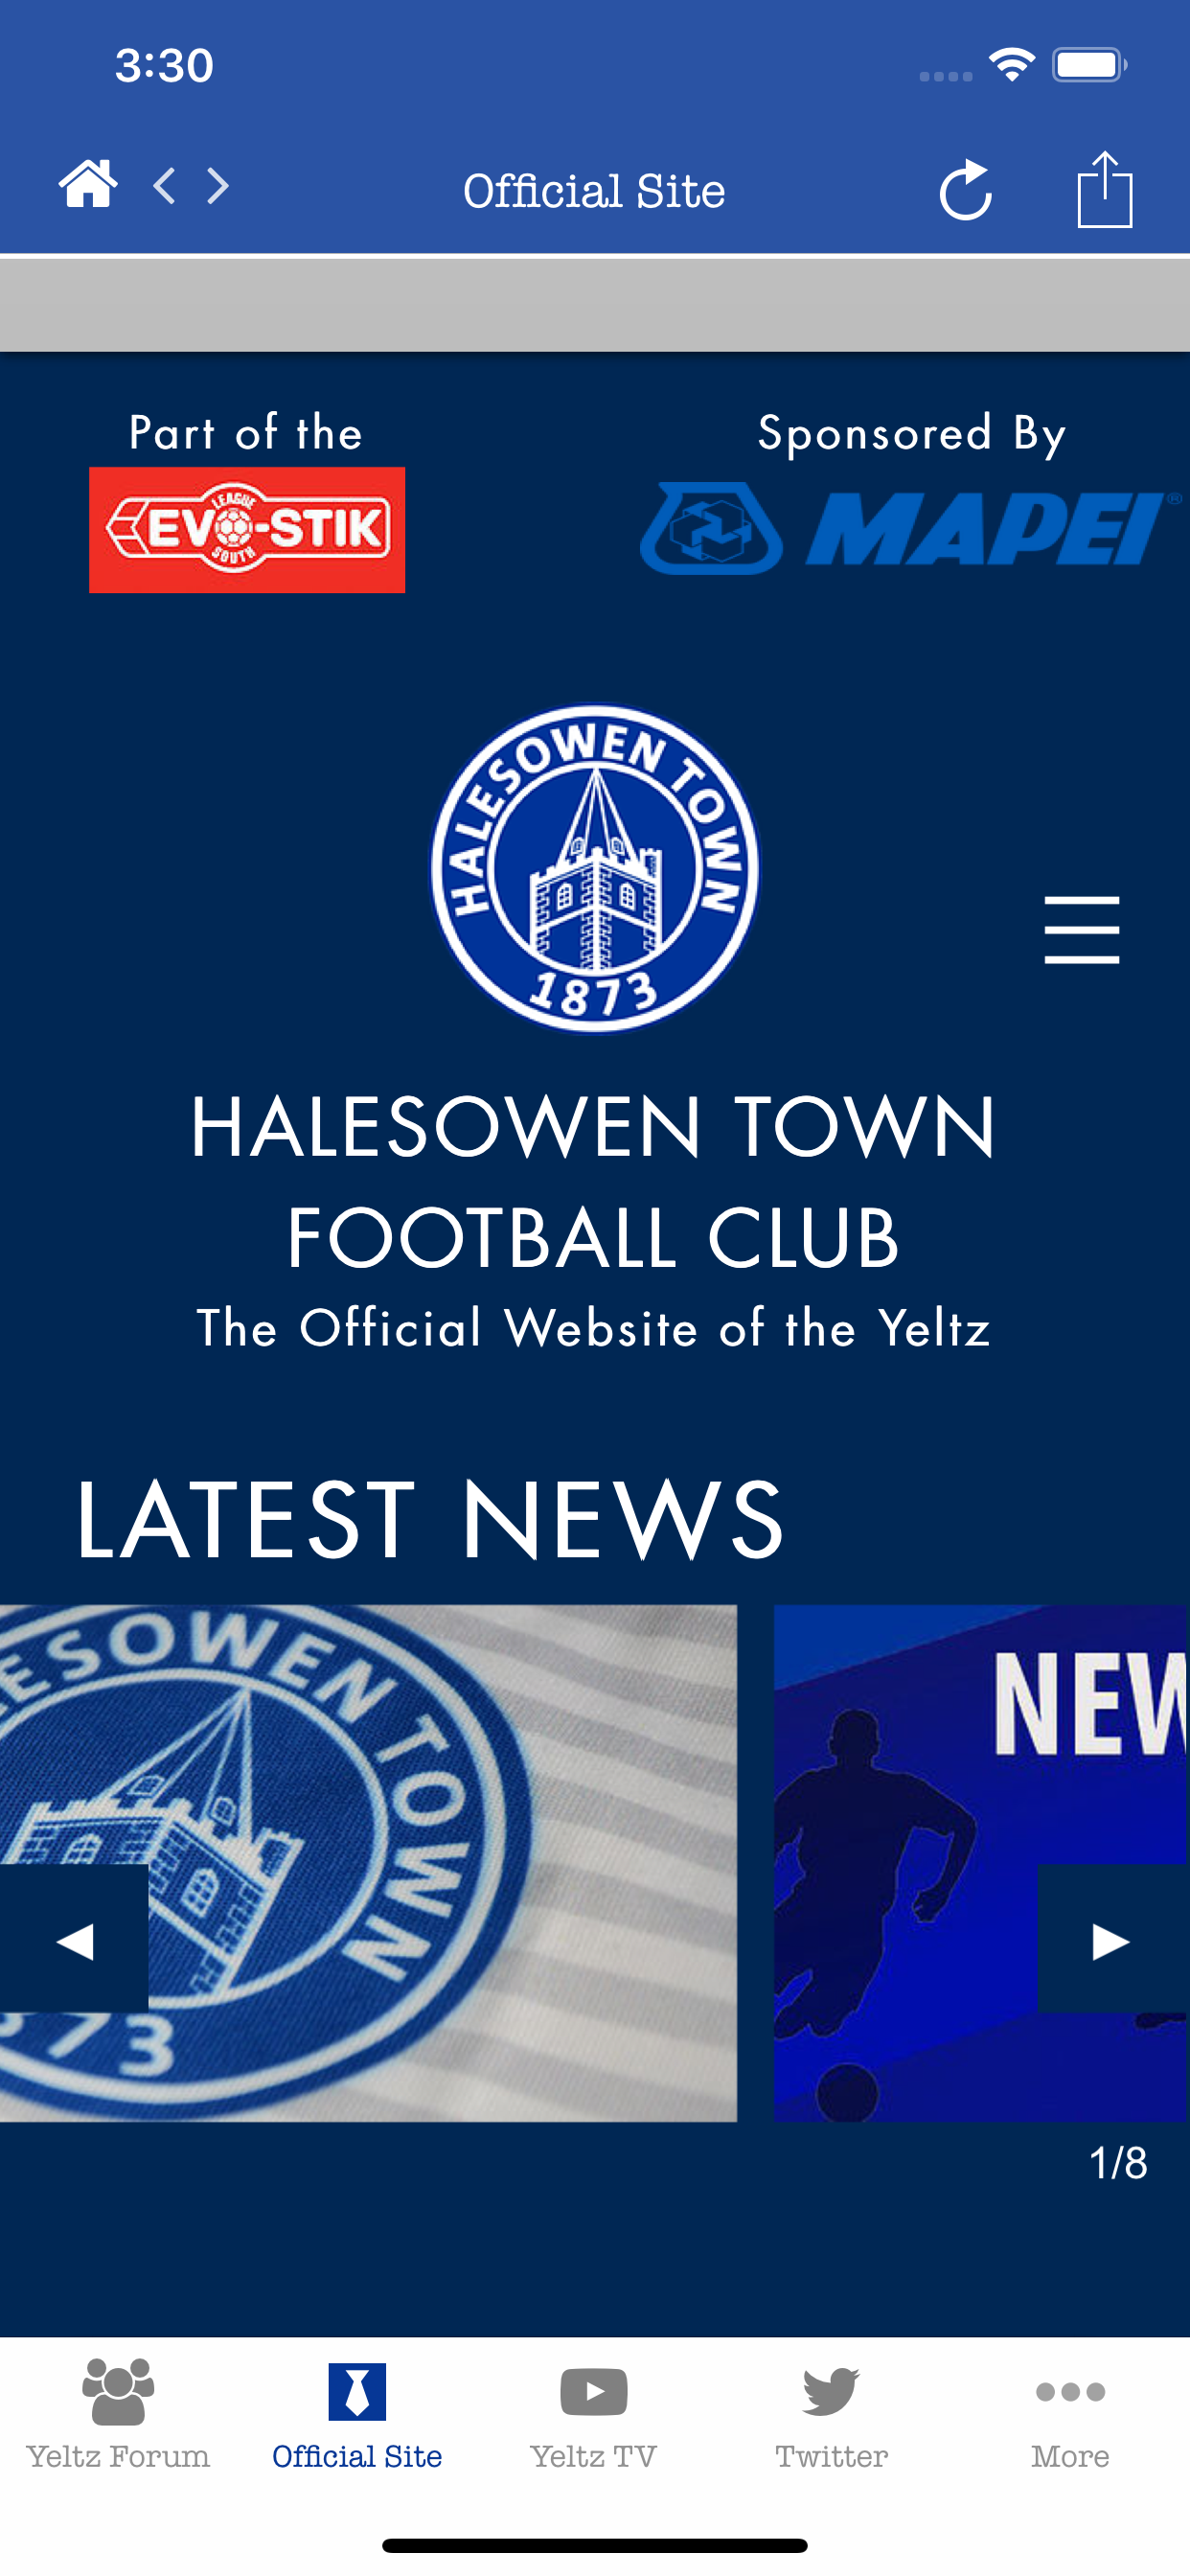 3:30
Official Site
Part of the
Sponsored By
LEAGUE
EVO-STIK
SOUTH
MAPEI®
HALESOWEN TOWN
1873
HALESOWEN TOWN
FOOTBALL CLUB
The Official Website of the Yeltz
LATEST NEWS
ESOWEN TOWN
873
NEW
1/8
Yeltz Forum
Official Site
Yeltz TV
Twitter
More